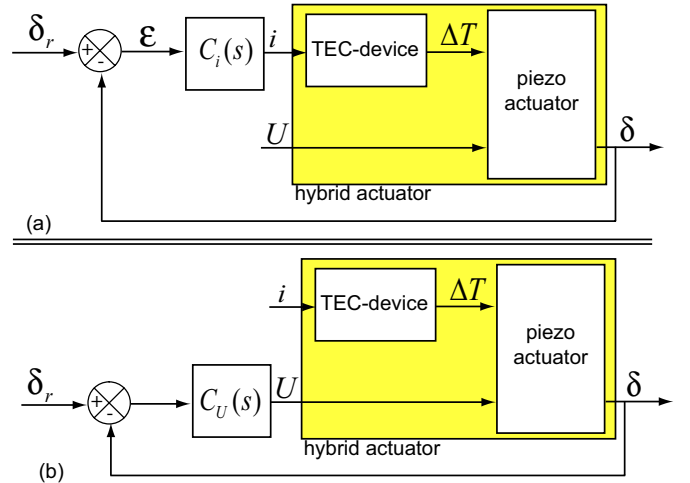 δr + - ε Ci(s) i TEC-device ΔT piezo actuator
U δ
hybrid actuator
(a)
i TEC-device ΔT piezo actuator
δr + - CU(s) U δ
hybrid actuator
(b)